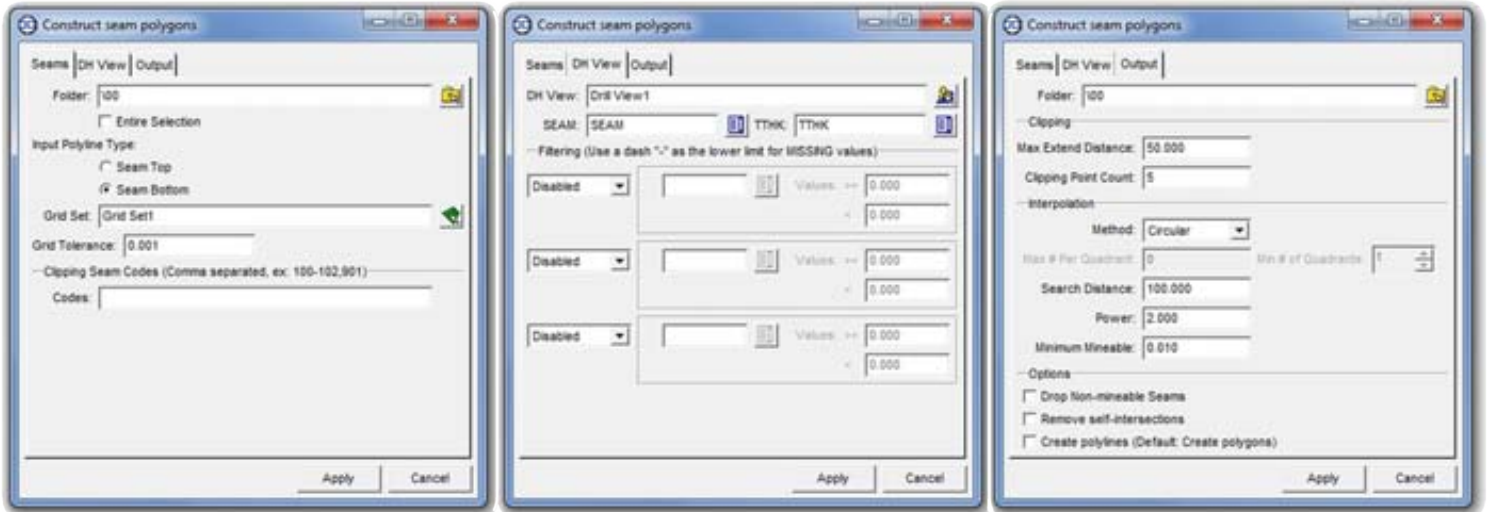 Construct seam polygons
Seams DH View Output
Folder: \00
Entire Selection
Input Polyline Type:
Seam Top
Seam Bottom
Grid Set: Grid Set1
Grid Tolerance: 0.001
Clipping Seam Codes (Comma separated, ex: 100-102,901)
Codes:
Apply Cancel
Construct seam polygons
Seams DH View Output
DH View: Drill View1
SEAM: SEAM TTHK: TTHK
Filtering (Use a dash "-" as the lower limit for MISSING values)
Disabled Values >= 0.000
< 0.000
Disabled Values >= 0.000
< 0.000
Disabled Values >= 0.000
< 0.000
Apply Cancel
Construct seam polygons
Seams DH View Output
Folder: \00
Clipping
Max Extend Distance: 50.000
Clipping Point Count: 5
Interpolation
Method: Circular
Max # Per Quadrant: 0 Min # of Quadrants: 1
Search Distance: 100.000
Power: 2.000
Minimum Mineable: 0.010
Options
Drop Non-mineable Seams
Remove self-intersections
Create polylines (Default: Create polygons)
Apply Cancel